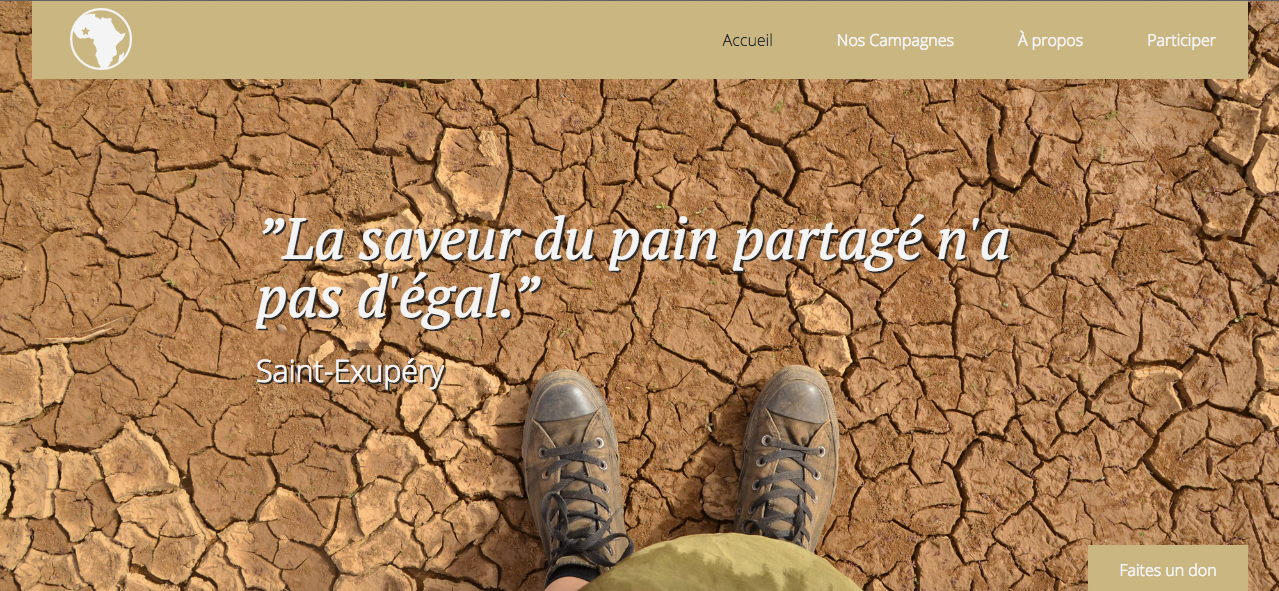 Accueil
Nos Campagnes
À propos
Participer
”La saveur du pain partagé n'a
pas d'égal.”
Saint-Exupéry
Faites un don